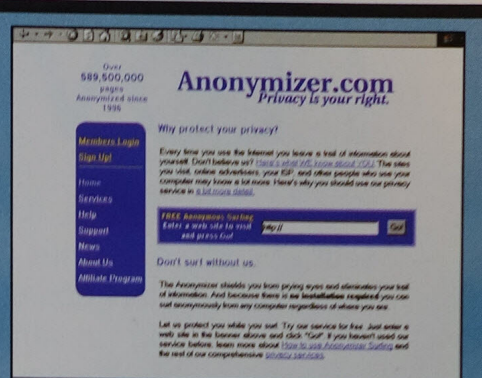 Over
589,500,000
pages
Anonymized since
1996
Anonymizer.com
Privacy is your right.
Members Login
Sign Up!
Home
Services
Help
Support
News
About Us
Affiliate Program
Why protect your privacy?
Every time you use the Internet you leave a trail of information about
yourself. Don't believe us? Here's what WE know about YOU. The sites
you visit, online advertisers, your ISP, and other people who use your
computer may know a lot more. Here's why you should use our privacy
service in a bit more detail.
FREE Anonymous Surfing
Enter a web site to visit
and press Go!
http://
Go!
Don't surf without us.
The Anonymizer shields you from prying eyes and eliminates your trail
of information. And because there is no installation required you can
surf anonymously from any computer regardless of where you are.
Let us protect you while you surf. Try our service for free. Just enter a
web site in the banner above and click "Go!". If you haven't used our
service before, learn more about How to use Anonymizer Surfing and
the rest of our comprehensive privacy services.